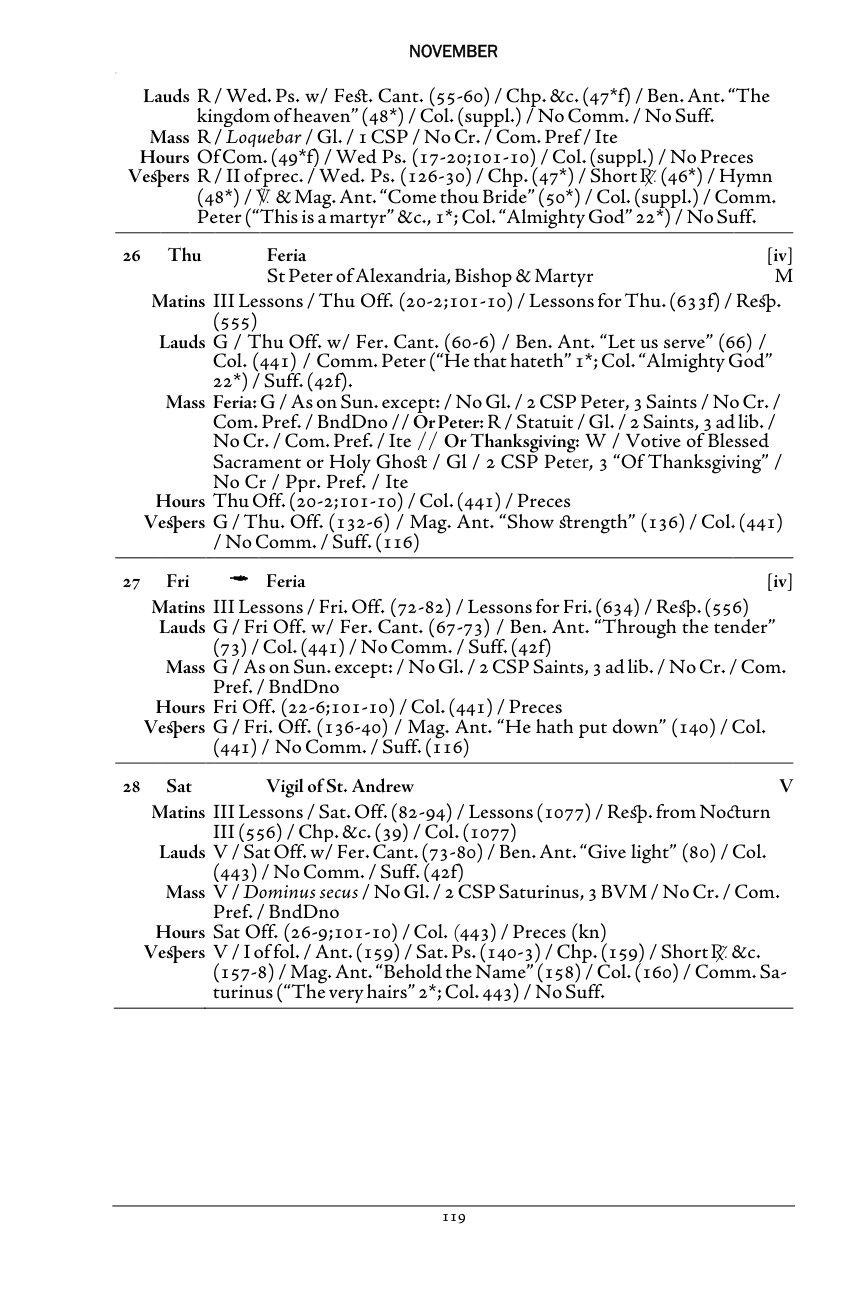 NOVEMBER
Lauds R / Wed. Ps. w/ Fest. Cant. (55-60) / Chp. &c. (47*f) / Ben. Ant. “The
kingdom of heaven” (48*) / Col. (suppl.) / No Comm. / No Suff.
Mass R / Loquebar / Gl. / 1 CSP / No Cr. / Com. Pref / Ite
Hours Of Com. (49*f) / Wed Ps. (17-20;101-10) / Col. (suppl.) / No Preces
Vespers R / II of prec. / Wed. Ps. (126-30) / Chp. (47*) / Short ℟. (46*) / Hymn
(48*) / ℣. & Mag. Ant. “Come thou Bride” (50*) / Col. (suppl.) / Comm.
Peter (“This is a martyr” &c., 1*; Col. “Almighty God” 22*) / No Suff.
26 Thu Feria [iv]
St Peter of Alexandria, Bishop & Martyr M
Matins III Lessons / Thu Off. (20-2;101-10) / Lessons for Thu. (633f) / Resp.
(555)
Lauds G / Thu Off. w/ Fer. Cant. (60-6) / Ben. Ant. “Let us serve” (66) /
Col. (441) / Comm. Peter (“He that hateth” 1*; Col. “Almighty God”
22*) / Suff. (42f).
Mass Feria: G / As on Sun. except: / No Gl. / 2 CSP Peter, 3 Saints / No Cr. /
Com. Pref. / BndDno // Or Peter: R / Statuit / Gl. / 2 Saints, 3 ad lib. /
No Cr. / Com. Pref. / Ite // Or Thanksgiving: W / Votive of Blessed
Sacrament or Holy Ghost / Gl / 2 CSP Peter, 3 “Of Thanksgiving” /
No Cr / Ppr. Pref. / Ite
Hours Thu Off. (20-2;101-10) / Col. (441) / Preces
Vespers G / Thu. Off. (132-6) / Mag. Ant. “Show strength” (136) / Col. (441)
/ No Comm. / Suff. (116)
27 Fri Feria [iv]
Matins III Lessons / Fri. Off. (72-82) / Lessons for Fri. (634) / Resp. (556)
Lauds G / Fri Off. w/ Fer. Cant. (67-73) / Ben. Ant. “Through the tender”
(73) / Col. (441) / No Comm. / Suff. (42f)
Mass G / As on Sun. except: / No Gl. / 2 CSP Saints, 3 ad lib. / No Cr. / Com.
Pref. / BndDno
Hours Fri Off. (22-6;101-10) / Col. (441) / Preces
Vespers G / Fri. Off. (136-40) / Mag. Ant. “He hath put down” (140) / Col.
(441) / No Comm. / Suff. (116)
28 Sat Vigil of St. Andrew V
Matins III Lessons / Sat. Off. (82-94) / Lessons (1077) / Resp. from Nocturn
III (556) / Chp. &c. (39) / Col. (1077)
Lauds V / Sat Off. w/ Fer. Cant. (73-80) / Ben. Ant. “Give light” (80) / Col.
(443) / No Comm. / Suff. (42f)
Mass V / Dominus secus / No Gl. / 2 CSP Saturinus, 3 BVM / No Cr. / Com.
Pref. / BndDno
Hours Sat Off. (26-9;101-10) / Col. (443) / Preces (kn)
Vespers V / I of fol. / Ant. (159) / Sat. Ps. (140-3) / Chp. (159) / Short ℟. &c.
(157-8) / Mag. Ant. “Behold the Name” (158) / Col. (160) / Comm. Sa-
turinus (“The very hairs” 2*; Col. 443) / No Suff.
119